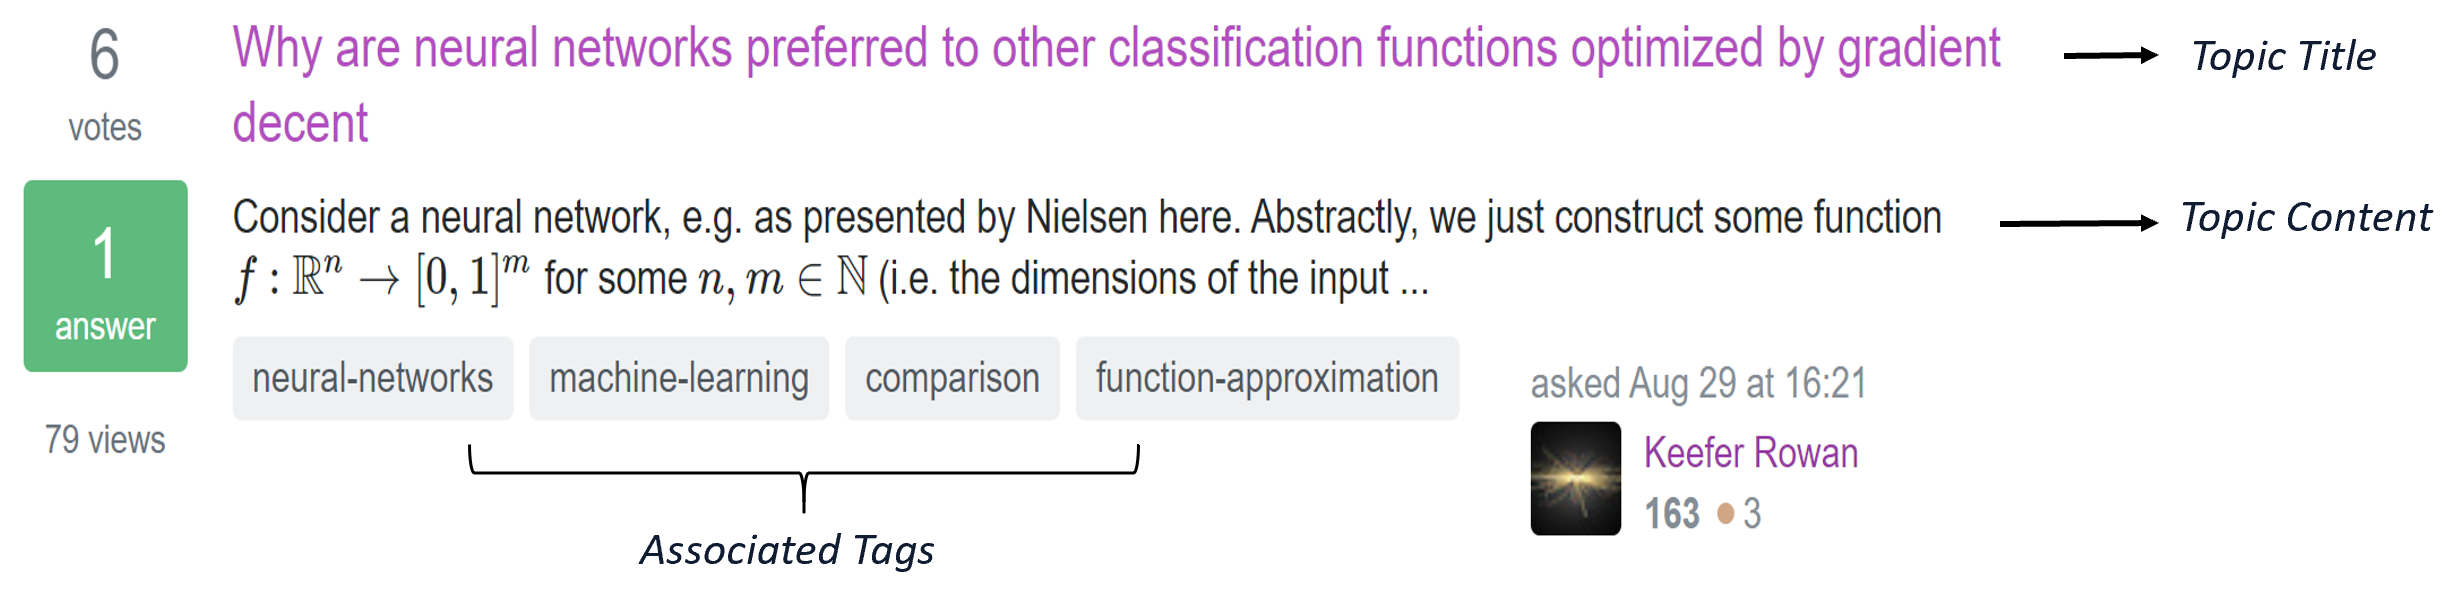 6
votes
1
answer
79 views
Why are neural networks preferred to other classification functions optimized by gradient
decent
Consider a neural network, e.g. as presented by Nielsen here. Abstractly, we just construct some function
f : ℝⁿ → [0, 1]ᵐ for some n, m ∈ ℕ (i.e. the dimensions of the input ...
neural-networks machine-learning comparison function-approximation
asked Aug 29 at 16:21
Keefer Rowan
163 ● 3
Topic Title
Topic Content
Associated Tags